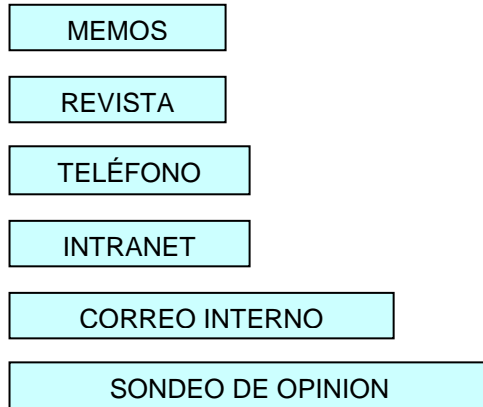 MEMOS
REVISTA
TELÉFONO
INTRANET
CORREO INTERNO
SONDEO DE OPINION